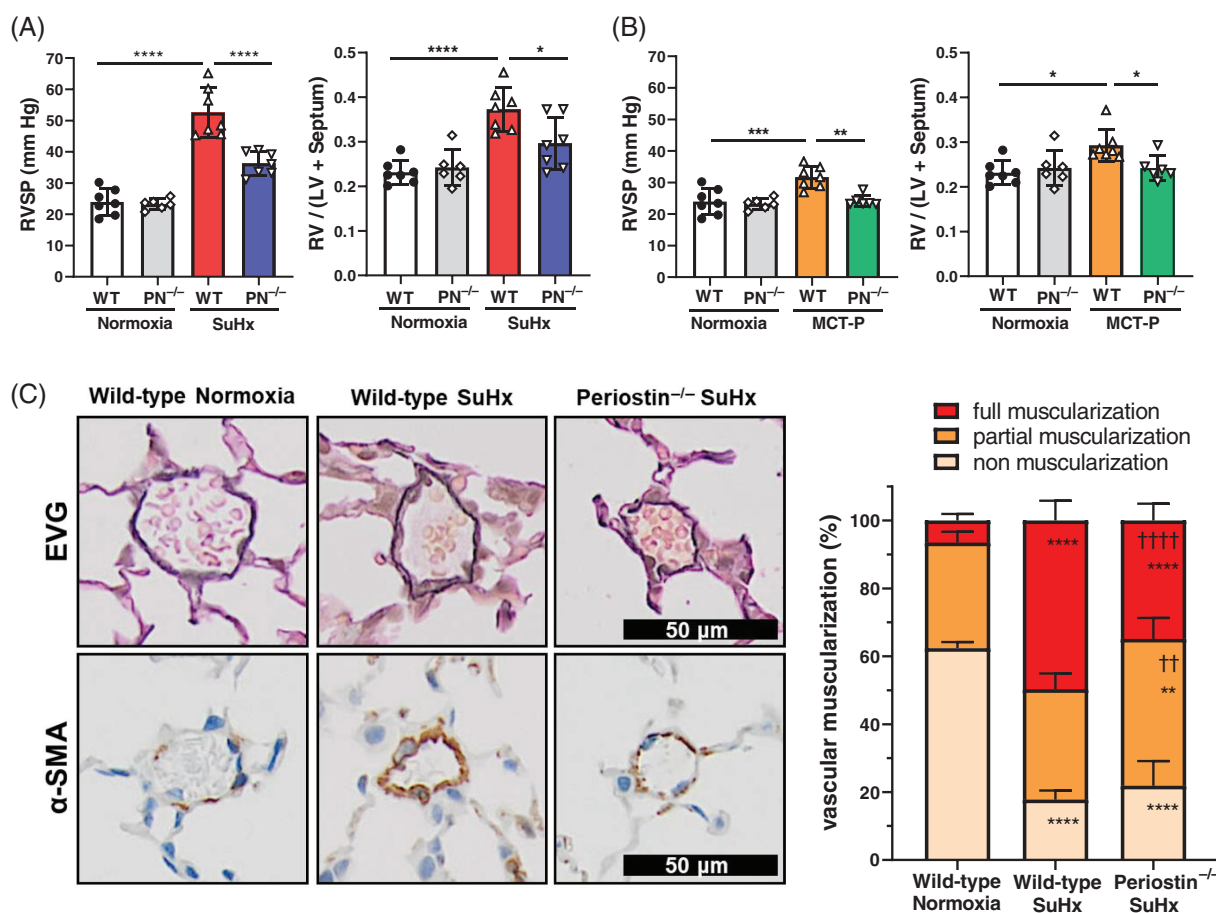 (A)
**** ****
RVSP (mm Hg)
70
60
50
40
30
20
10
0
WT PN−/− WT PN−/−
Normoxia SuHx
**** *
RV / (LV + Septum)
0.5
0.4
0.3
0.2
0.1
0.0
WT PN−/− WT PN−/−
Normoxia SuHx
(B)
*** **
RVSP (mm Hg)
70
60
50
40
30
20
10
0
WT PN−/− WT PN−/−
Normoxia MCT-P
* *
RV / (LV + Septum)
0.5
0.4
0.3
0.2
0.1
0.0
WT PN−/− WT PN−/−
Normoxia MCT-P
(C)
Wild-type Normoxia Wild-type SuHx Periostin−/− SuHx
EVG
50 µm
α-SMA
50 µm
full muscularization
partial muscularization
non muscularization
vascular muscularization (%)
100
80
60
40
20
0
**** ††††
****
††
**
**** ****
Wild-type Wild-type Periostin−/−
Normoxia SuHx SuHx